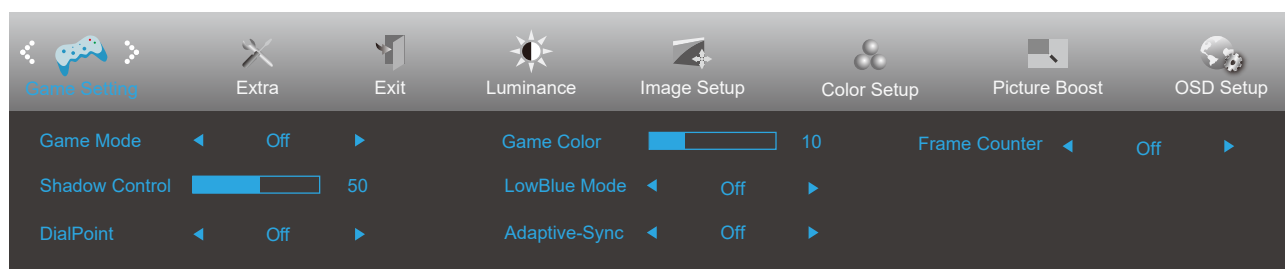 Game Setting Extra Exit Luminance Image Setup Color Setup Picture Boost OSD Setup
Game Mode Off Game Color 10 Frame Counter Off
Shadow Control 50 LowBlue Mode Off
DialPoint Off Adaptive-Sync Off